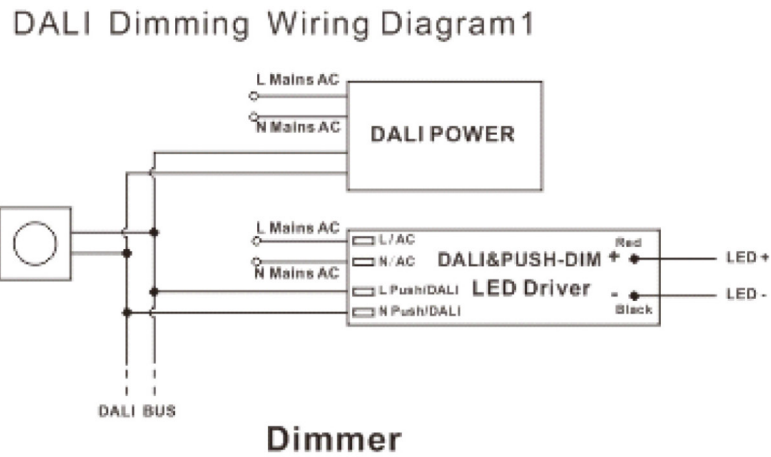 DALI Dimming Wiring Diagram1
L Mains AC
N Mains AC
DALI POWER
L Mains AC
N Mains AC
L/AC
N/AC
L Push/DALI
N Push/DALI
DALI&PUSH-DIM
LED Driver
Red
+
-
Black
LED +
LED -
DALI BUS
Dimmer